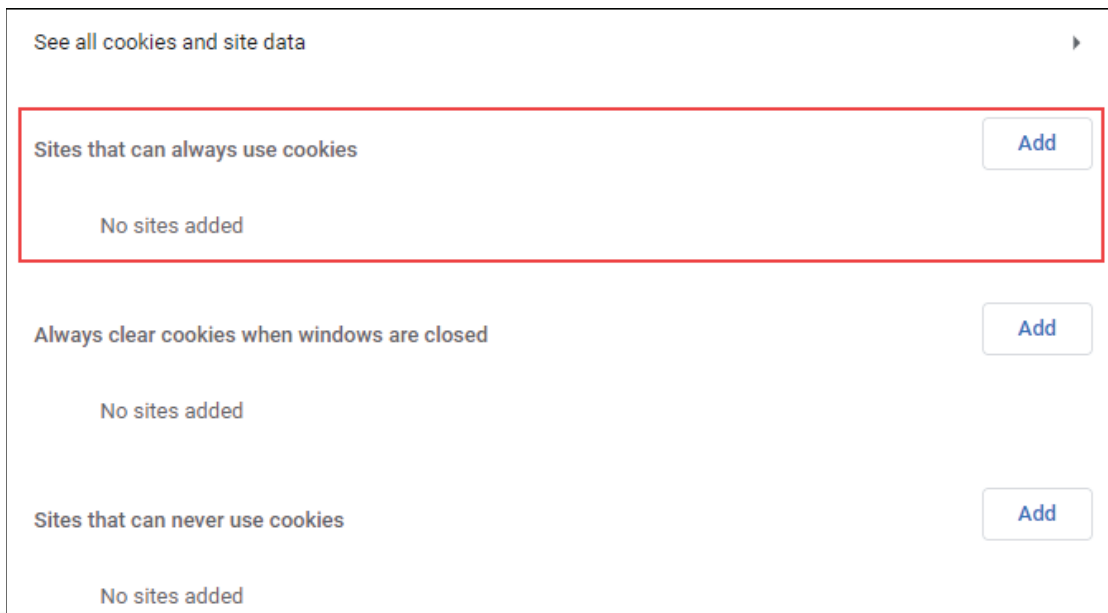 See all cookies and site data
Sites that can always use cookies
Add
No sites added
Always clear cookies when windows are closed
Add
No sites added
Sites that can never use cookies
Add
No sites added